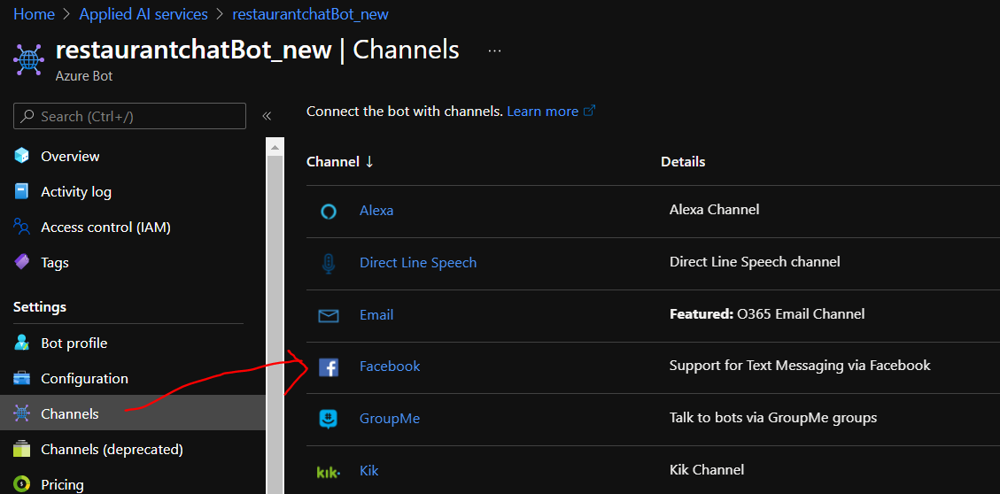 Home > Applied AI services > restaurantchatBot_new
restaurantchatBot_new | Channels ...
Azure Bot
Search (Ctrl+/) «
Overview
Activity log
Access control (IAM)
Tags
Settings
Bot profile
Configuration
Channels
Channels (deprecated)
Pricing
Connect the bot with channels. Learn more
Channel ↓ Details
Alexa Alexa Channel
Direct Line Speech Direct Line Speech channel
Email Featured: O365 Email Channel
Facebook Support for Text Messaging via Facebook
GroupMe Talk to bots via GroupMe groups
kik. Kik Kik Channel